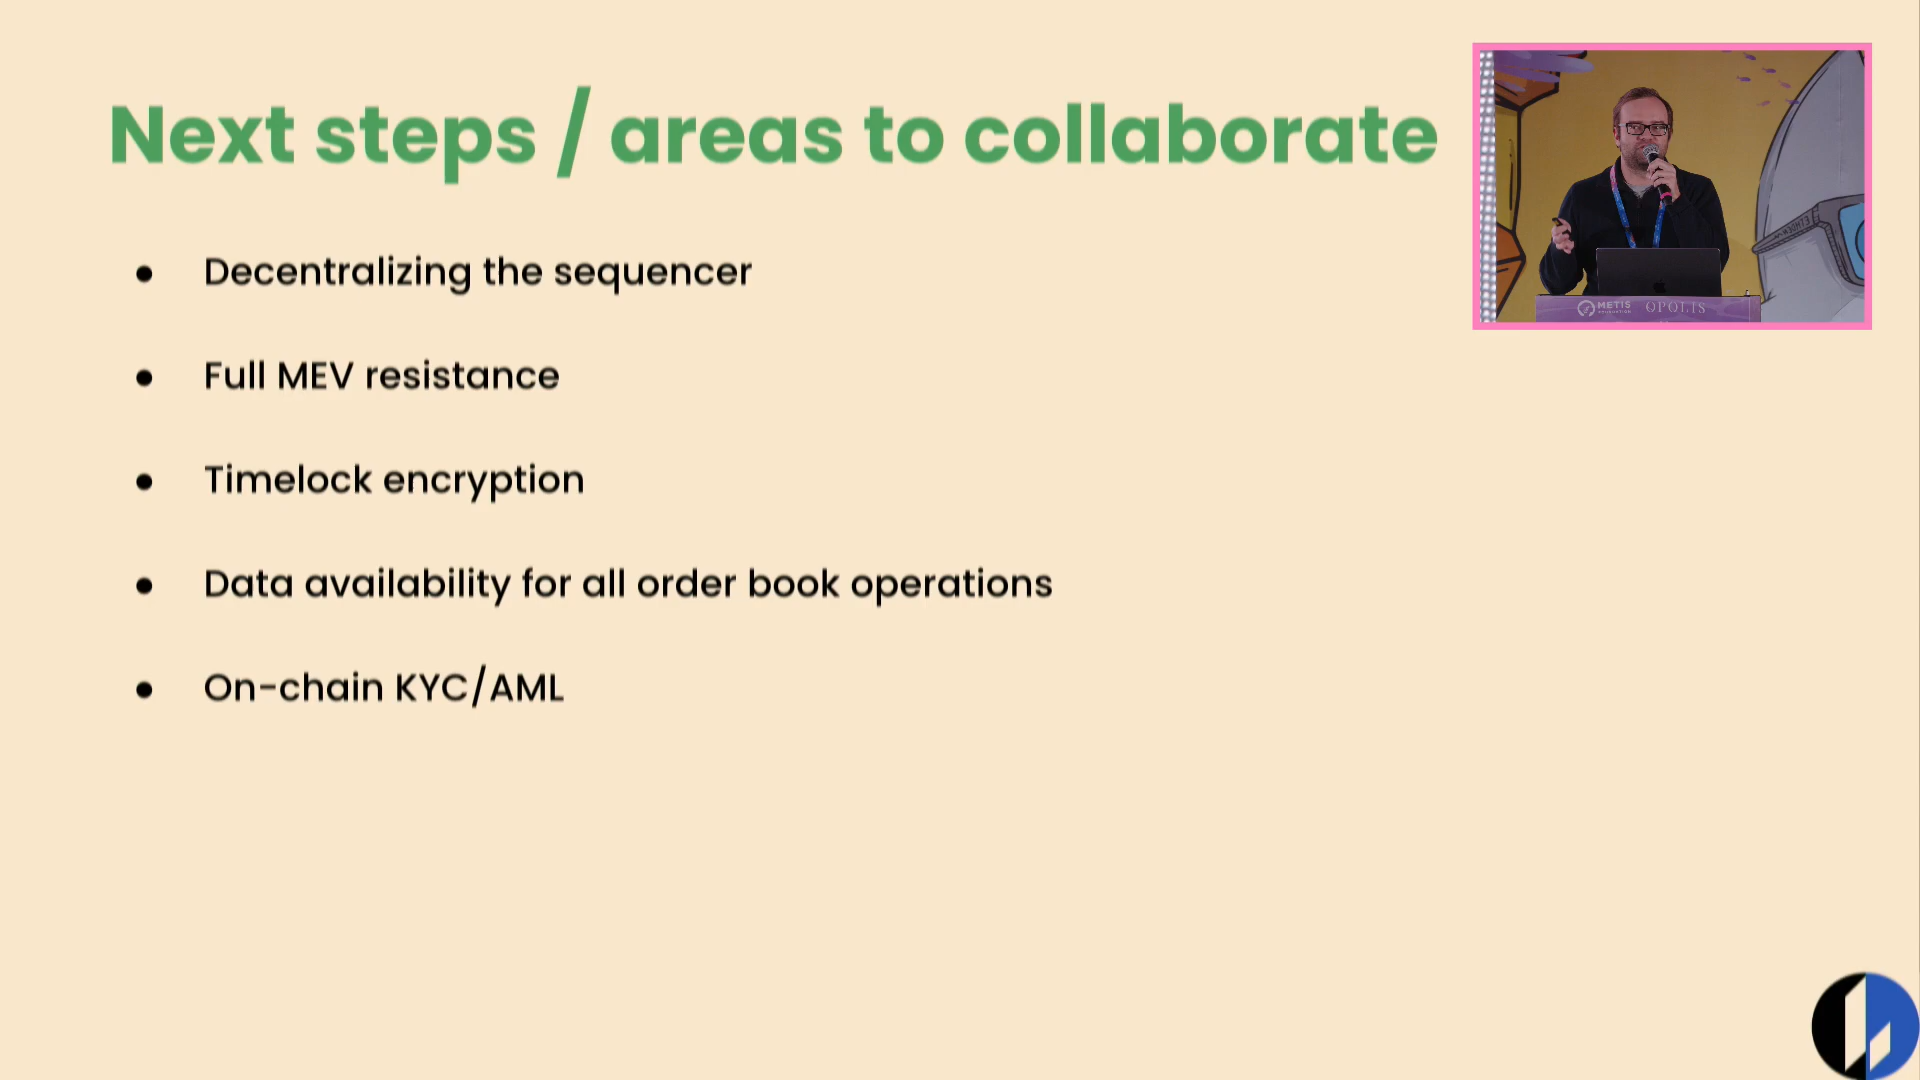 Next steps / areas to collaborate
Decentralizing the sequencer
Full MEV resistance
Timelock encryption
Data availability for all order book operations
On-chain KYC/AML
METIS
OPOLIS